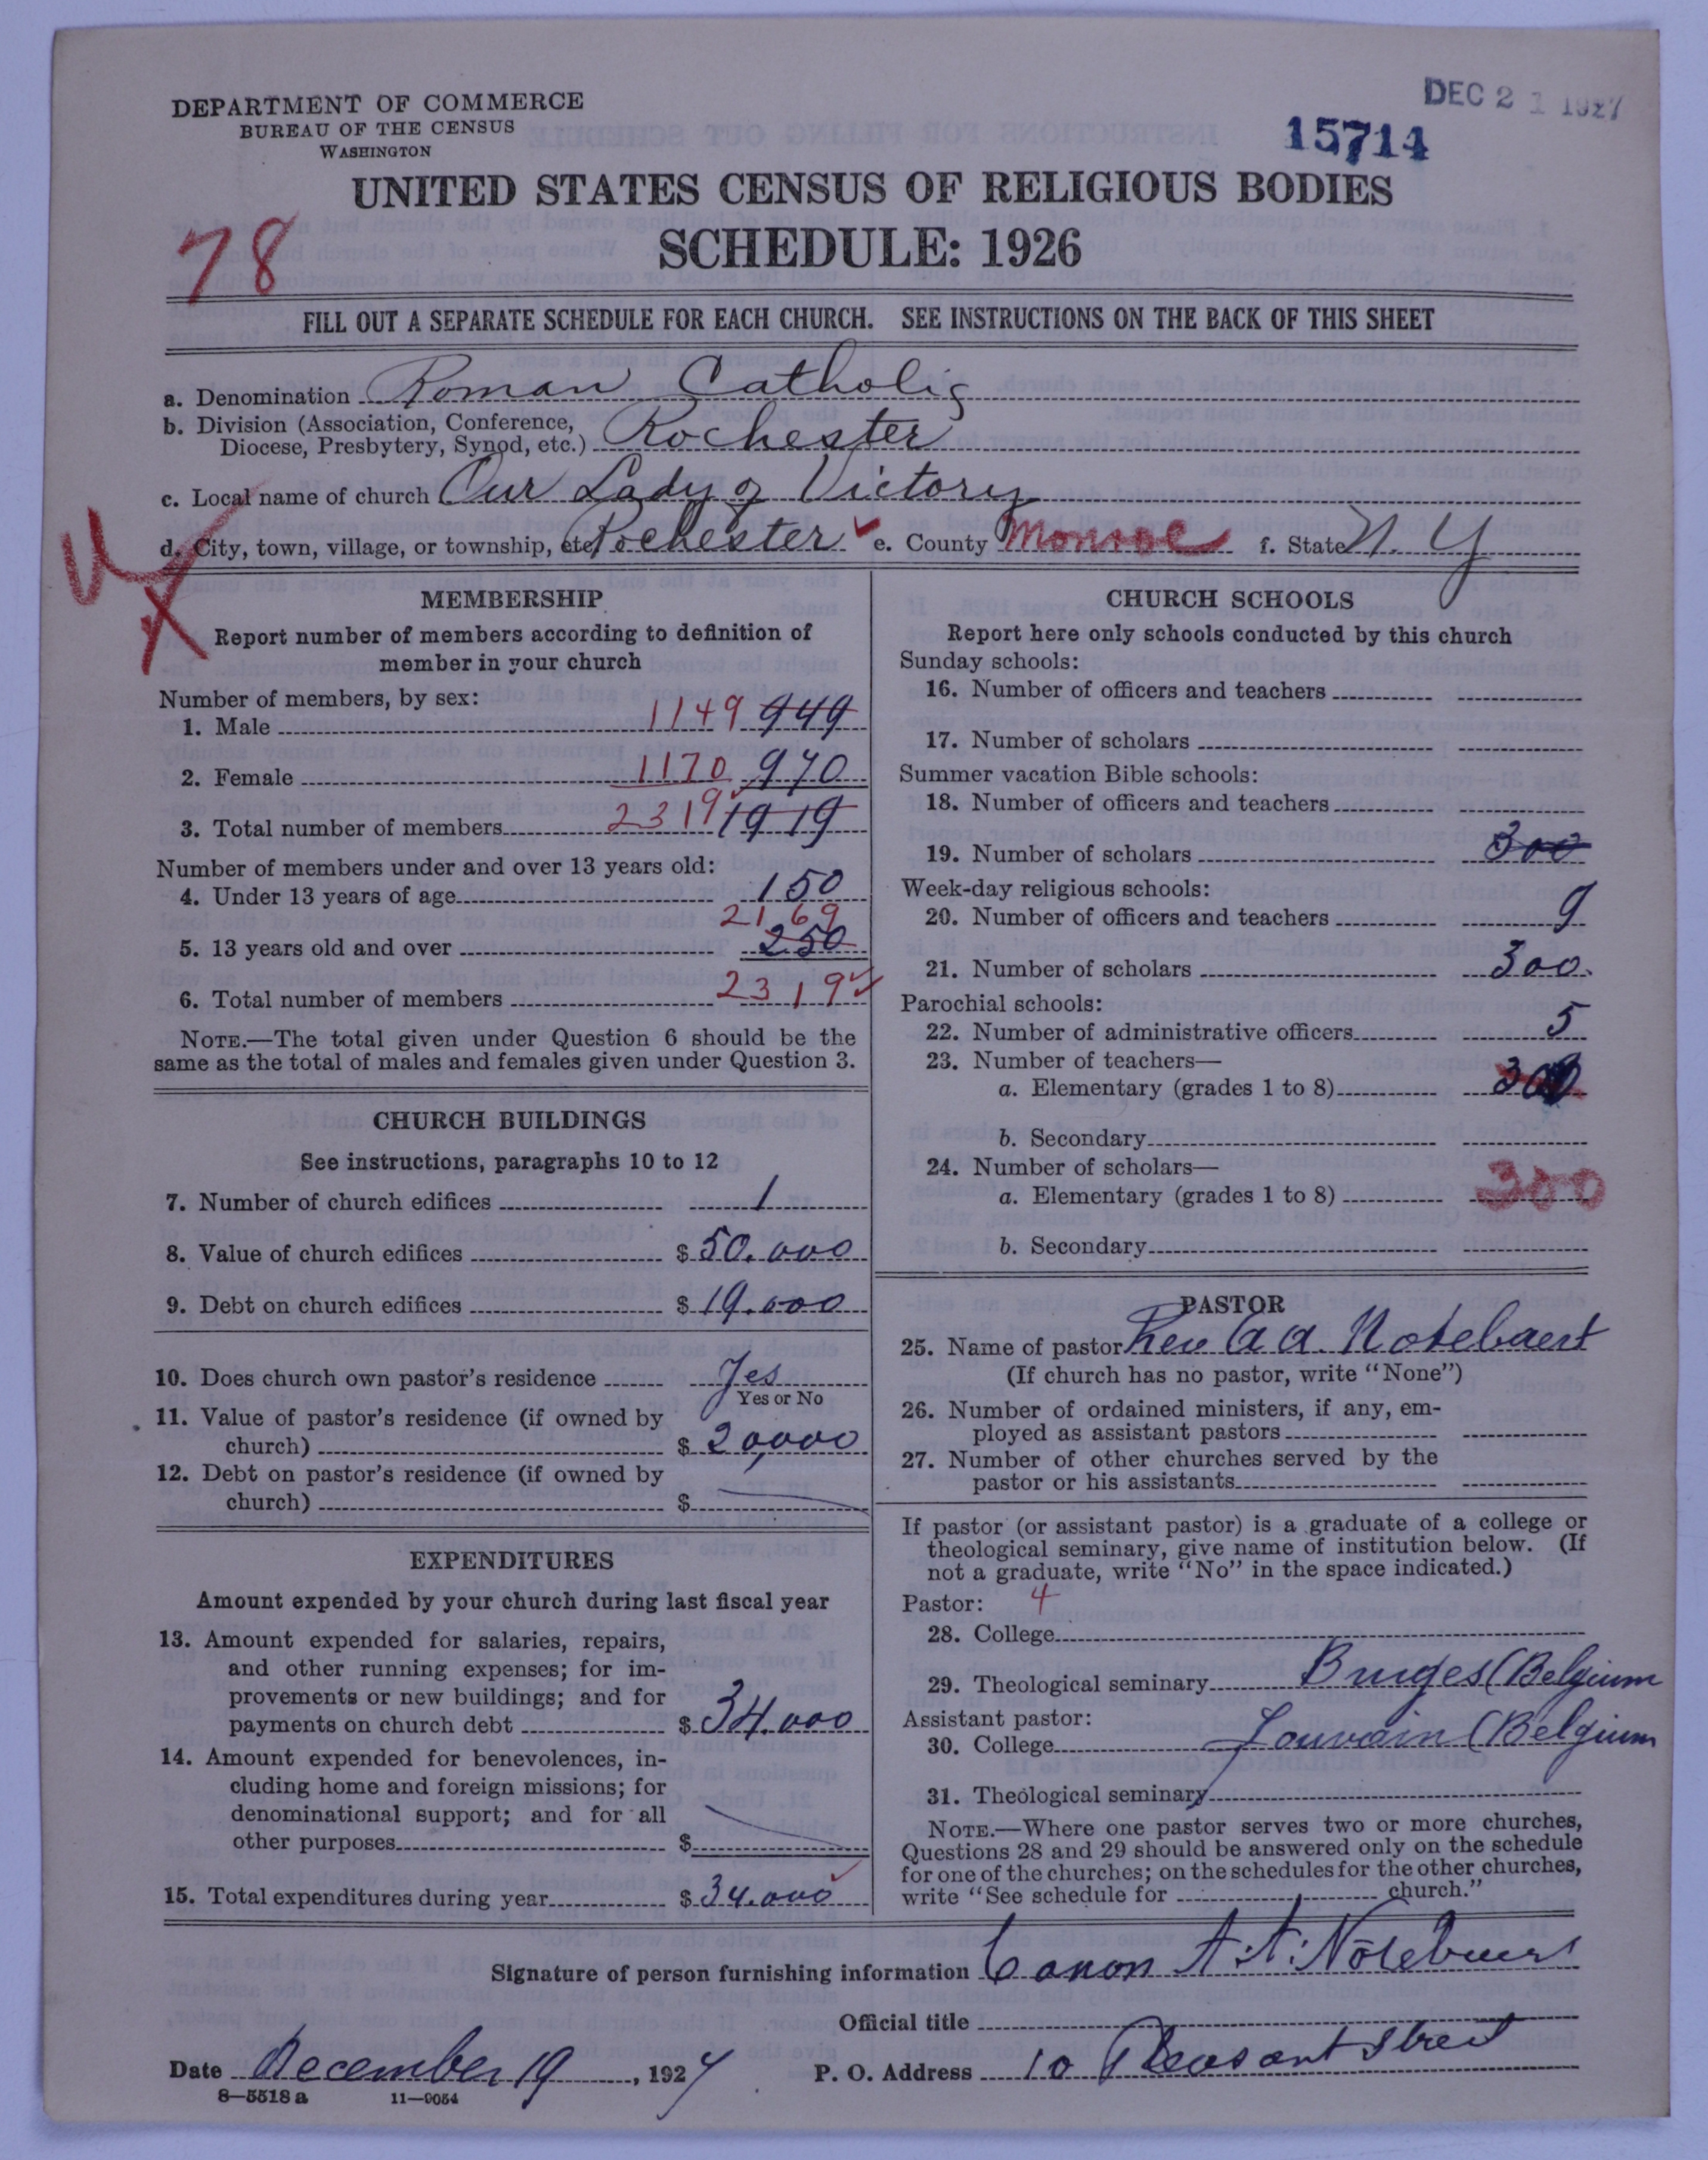 DEPARTMENT OF COMMERCE
BUREAU OF THE CENSUS
WASHINGTON
DEC 21 1927
15714
UNITED STATES CENSUS OF RELIGIOUS BODIES
SCHEDULE: 1926
78
FILL OUT A SEPARATE SCHEDULE FOR EACH CHURCH. SEE INSTRUCTIONS ON THE BACK OF THIS SHEET
a. Denomination Roman Catholic
b. Division (Association, Conference,
Diocese, Presbytery, Synod, etc.) Rochester
c. Local name of church Our Lady of Victory
d. City, town, village, or township, etc. Rochester e. County Monroe f. State N. Y
MEMBERSHIP
Report number of members according to definition of
member in your church
Number of members, by sex:
1. Male 1149 949
2. Female 1170 970
3. Total number of members 2319 1919
Number of members under and over 13 years old:
4. Under 13 years of age 150
2169
5. 13 years old and over 250
6. Total number of members 2319
NOTE.—The total given under Question 6 should be the
same as the total of males and females given under Question 3.
CHURCH BUILDINGS
See instructions, paragraphs 10 to 12
7. Number of church edifices 1
8. Value of church edifices $50.000
9. Debt on church edifices $19.000
10. Does church own pastor's residence Yes
Yes or No
11. Value of pastor's residence (if owned by
church) $20,000
12. Debt on pastor's residence (if owned by
church) $
EXPENDITURES
Amount expended by your church during last fiscal year
13. Amount expended for salaries, repairs,
and other running expenses; for im-
provements or new buildings; and for
payments on church debt $34.000
14. Amount expended for benevolences, in-
cluding home and foreign missions; for
denominational support; and for all
other purposes $
15. Total expenditures during year $34.000
CHURCH SCHOOLS
Report here only schools conducted by this church
Sunday schools:
16. Number of officers and teachers
17. Number of scholars
Summer vacation Bible schools:
18. Number of officers and teachers
19. Number of scholars 300
Week-day religious schools:
20. Number of officers and teachers 9
21. Number of scholars 300.
Parochial schools:
22. Number of administrative officers 5
23. Number of teachers—
a. Elementary (grades 1 to 8)
b. Secondary
24. Number of scholars—
a. Elementary (grades 1 to 8) 300
b. Secondary
PASTOR
25. Name of pastor Rev A A. Notebaert
(If church has no pastor, write "None")
26. Number of ordained ministers, if any, em-
ployed as assistant pastors
27. Number of other churches served by the
pastor or his assistants
If pastor (or assistant pastor) is a graduate of a college or
theological seminary, give name of institution below. (If
not a graduate, write "No" in the space indicated.)
Pastor: 4
28. College
29. Theological seminary Bruges (Belgium
Assistant pastor:
30. College Louvain (Belgium
31. Theological seminary
NOTE.—Where one pastor serves two or more churches,
Questions 28 and 29 should be answered only on the schedule
for one of the churches; on the schedules for the other churches,
write "See schedule for church."
Signature of person furnishing information Canon A. A. Notebaert
Official title
Date December 19, 1927 P. O. Address 10 Pleasant Street
8—5518 a 11—9054